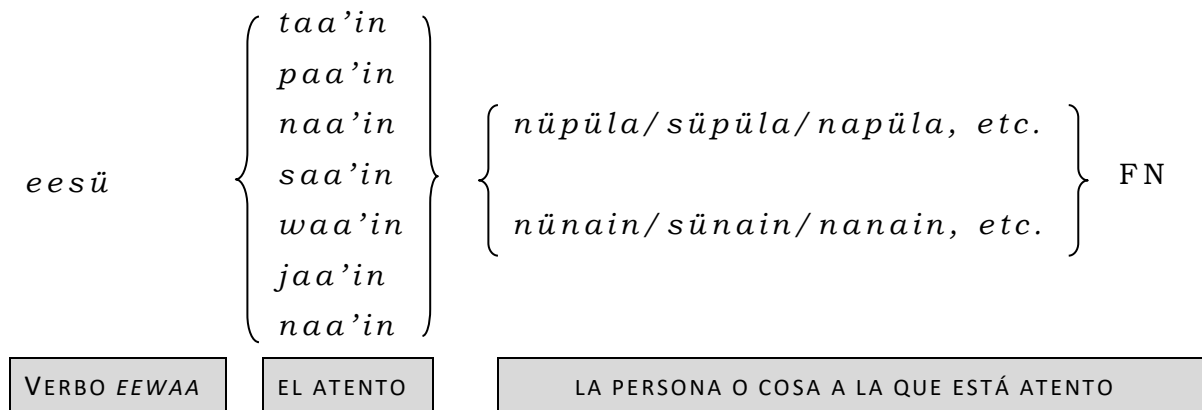 taa’in
paa’in
naa’in nüpüla/süpüla/napüla, etc.
eesü saa’in FN
waa’in nünain/sünain/nanain, etc.
jaa’in
naa’in
VERBO EEWAA EL ATENTO LA PERSONA O COSA A LA QUE ESTÁ ATENTO